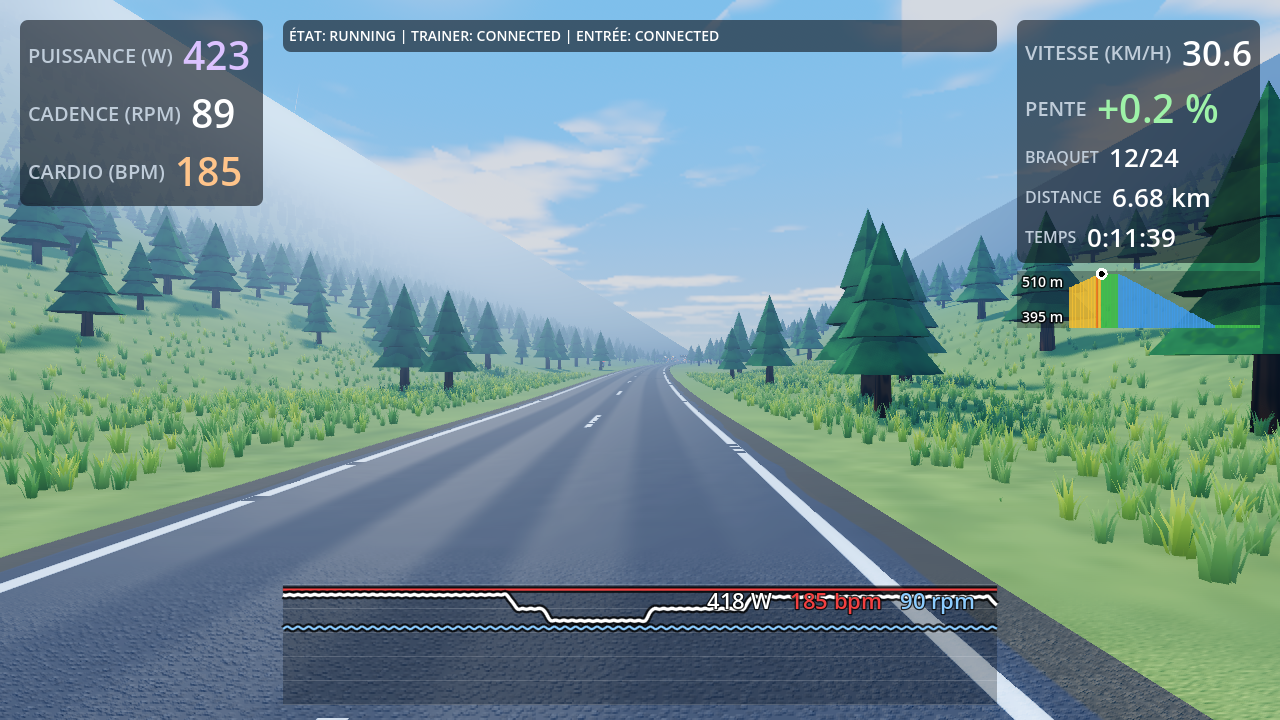 PUISSANCE (W) 423
CADENCE (RPM) 89
CARDIO (BPM) 185
ÉTAT: RUNNING | TRAINER: CONNECTED | ENTRÉE: CONNECTED
VITESSE (KM/H) 30.6
PENTE +0.2 %
BRAQUET 12/24
DISTANCE 6.68 km
TEMPS 0:11:39
510 m
395 m
418 W 185 bpm 90 rpm